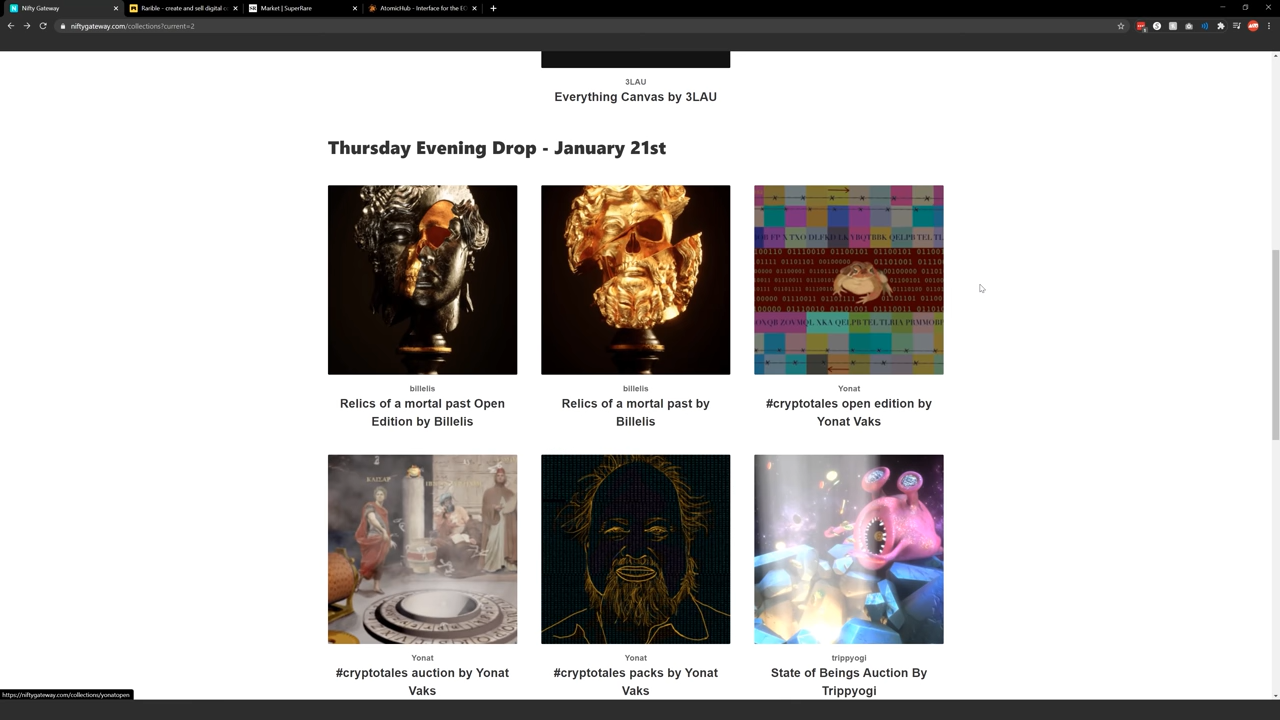 Nifty Gateway
Rarible - create and sell digital c
Market | SuperRare
AtomicHub - Interface for the E
niftygateway.com/collections?current=2
3LAU
Everything Canvas by 3LAU
Thursday Evening Drop - January 21st
billelis
Relics of a mortal past Open
Edition by Billelis
billelis
Relics of a mortal past by
Billelis
Yonat
#cryptotales open edition by
Yonat Vaks
Yonat
#cryptotales auction by Yonat
Vaks
Yonat
#cryptotales packs by Yonat
Vaks
trippyogi
State of Beings Auction By
Trippyogi
https://niftygateway.com/collections/yonatopen